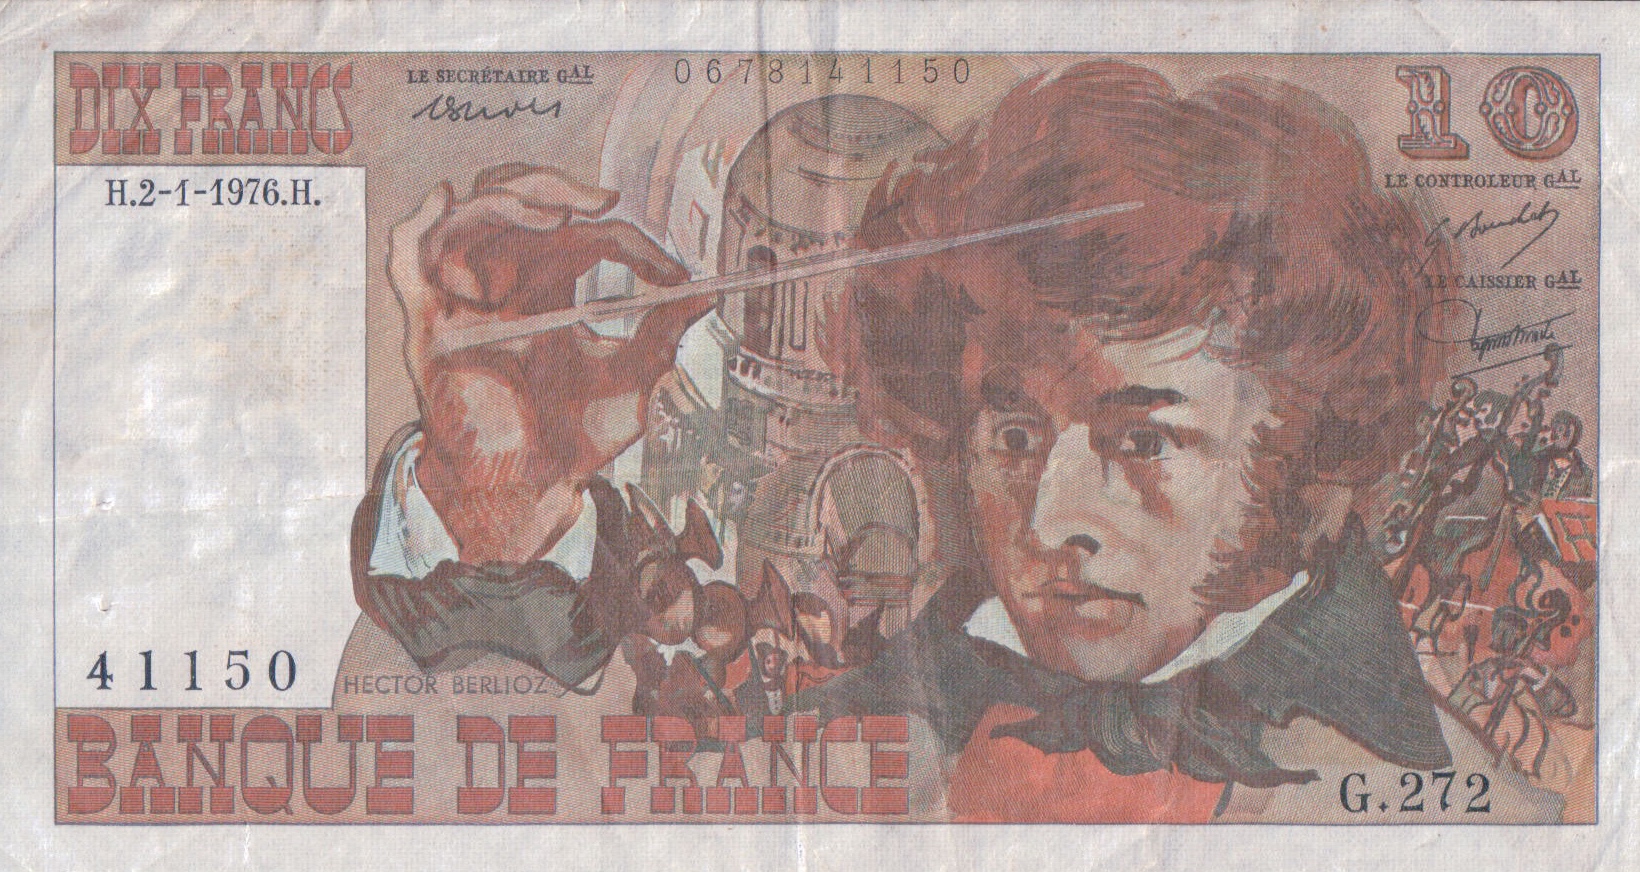 DIX FRANCS
LE SECRÉTAIRE GAL
0678141150
10
H.2-1-1976.H.
LE CONTROLEUR GAL
LE CAISSIER GAL
41150
HECTOR BERLIOZ
BANQUE DE FRANCE
G.272